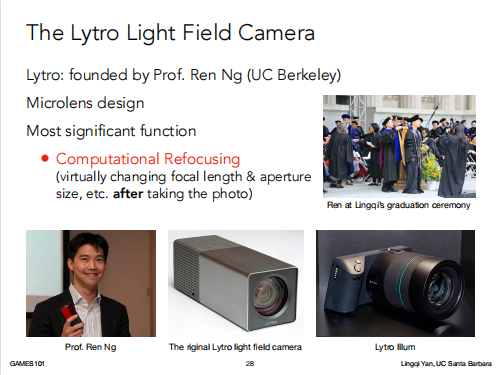 The Lytro Light Field Camera
Lytro: founded by Prof. Ren Ng (UC Berkeley)
Microlens design
Most significant function
• Computational Refocusing
(virtually changing focal length & aperture
size, etc. after taking the photo)
Ren at Lingqi's graduation ceremony
Prof. Ren Ng
The riginal Lytro light field camera
Lytro Illum
GAMES101
28
Lingqi Yan, UC Santa Barbara